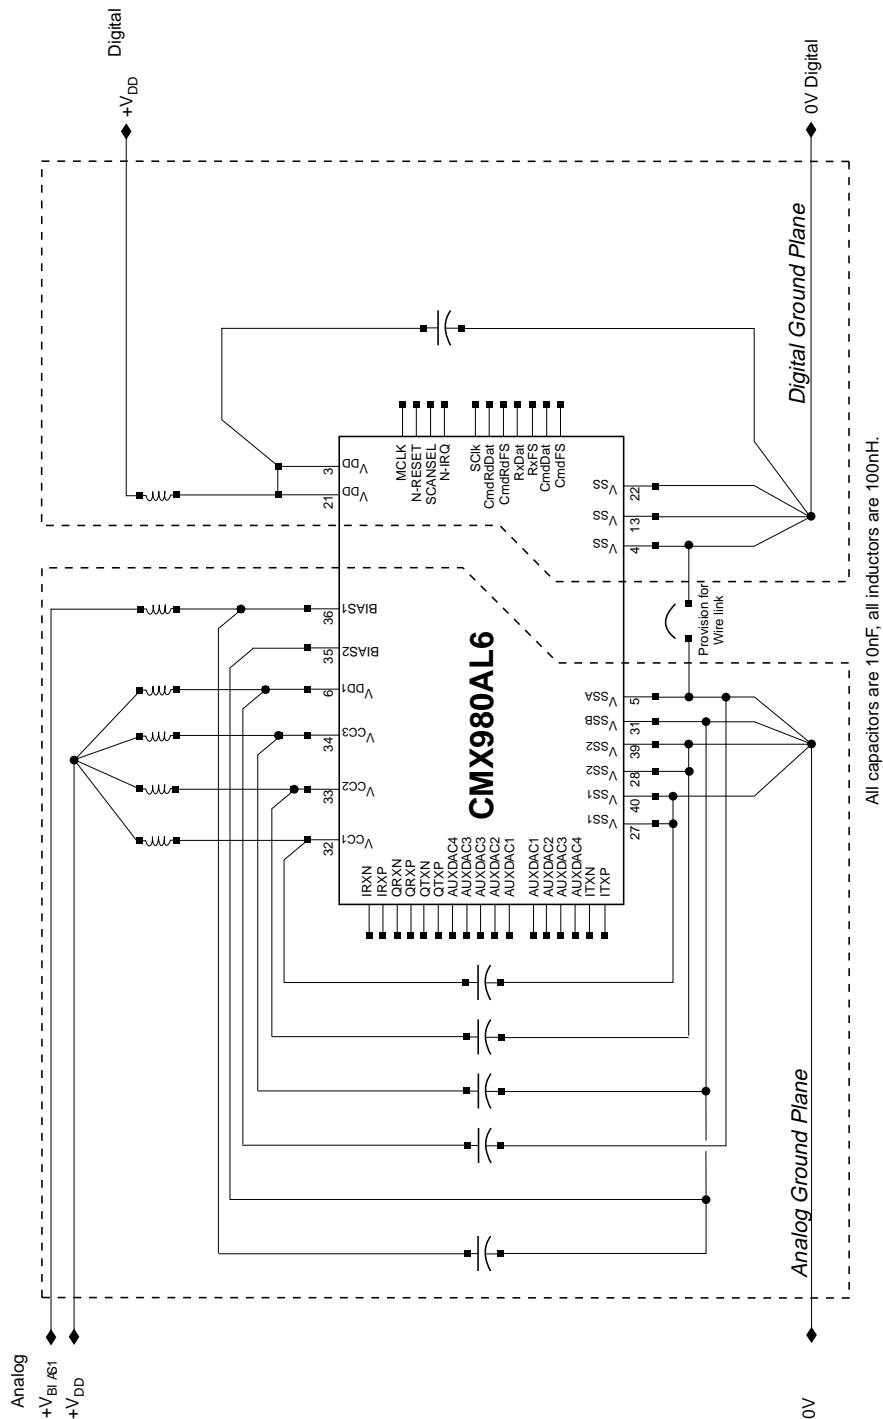 Digital
+VDD
0V Digital
Digital Ground Plane
3
VDD
21
VDD
MCLK
N-RESET
SCANSEL
N-IRQ
SClk
CmdRdDat
CmdRdFS
RxDat
RxFS
CmdDat
CmdFS
VSS
22
VSS
13
VSS
4
Provision for
Wire link
All capacitors are 10nF, all inductors are 100nH.
36
BIAS1
35
BIAS2
6
VDD1
34
VCC3
33
VCC2
32
VCC1
CMX980AL6
VSSA
5
VSSB
31
VSS2
39
VSS2
28
VSS1
40
VSS1
27
IRXN
IRXP
QRXN
QRXP
QTXN
QTXP
AUXDAC4
AUXDAC3
AUXDAC3
AUXDAC2
AUXDAC1
AUXDAC1
AUXDAC2
AUXDAC3
AUXDAC4
ITXN
ITXP
Analog Ground Plane
Analog
+VBIAS1
+VDD
0V